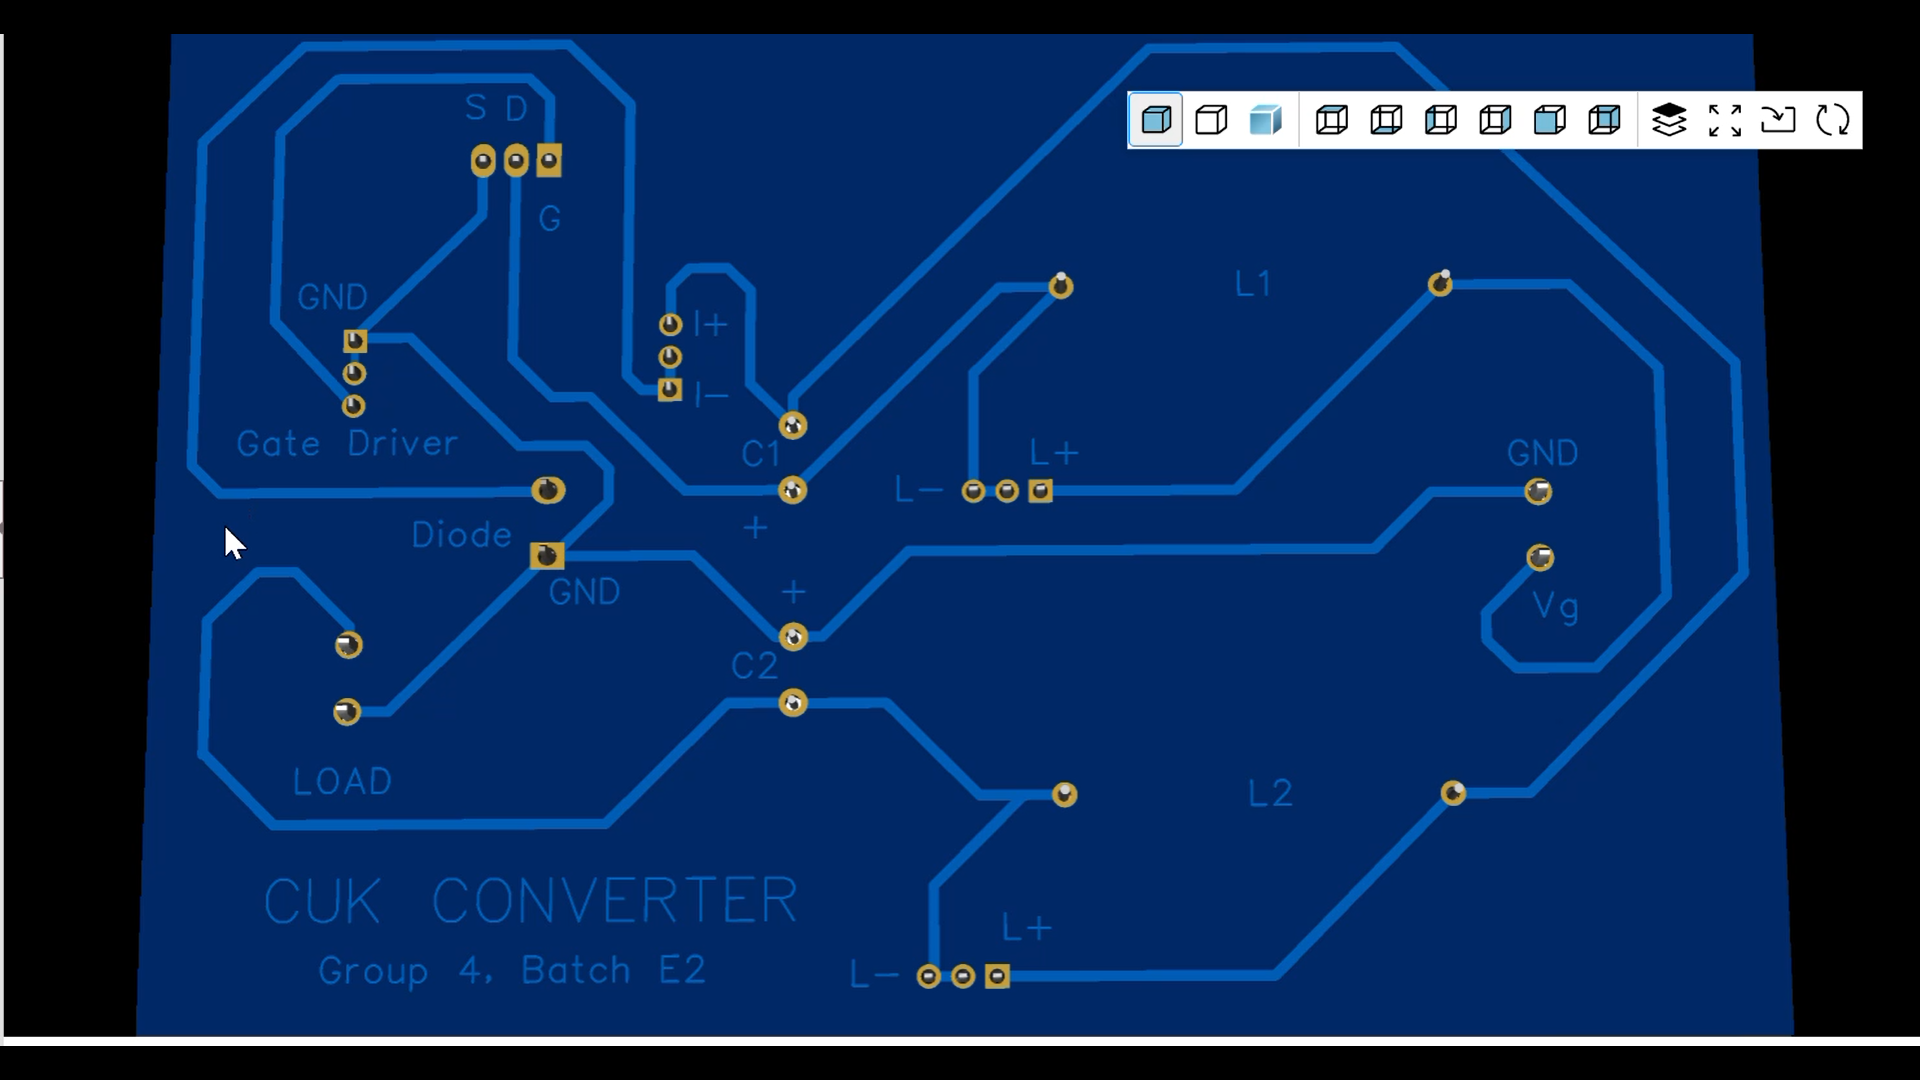 S D
G
GND
I+
L1
I-
Gate Driver
C1
L+
GND
L-
Diode
+
GND
+
Vg
C2
LOAD
L2
CUK CONVERTER
L+
Group 4, Batch E2
L-